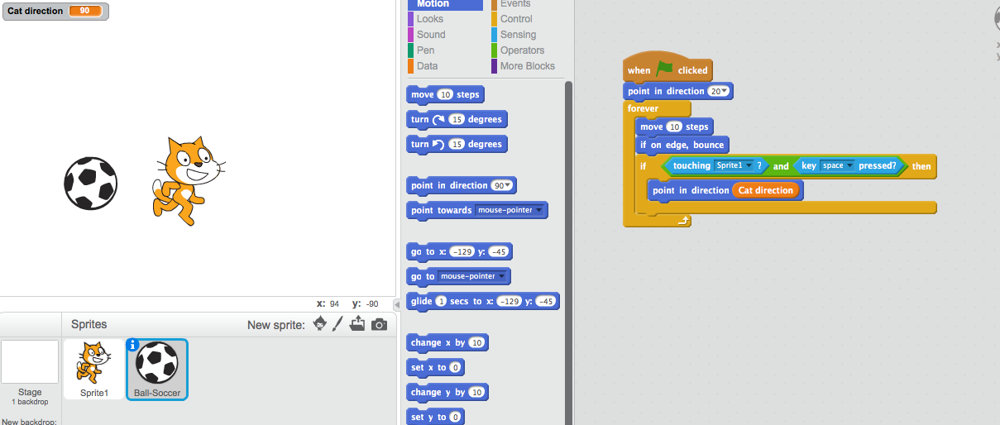 Cat direction 90
x: 94 y: -90
Sprites New sprite:
Stage
1 backdrop
New backdrop:
Sprite1
Ball-Soccer
Motion
Looks
Sound
Pen
Data
Events
Control
Sensing
Operators
More Blocks
move 10 steps
turn 15 degrees
turn 15 degrees
point in direction 90
point towards mouse-pointer
go to x: -129 y: -45
go to mouse-pointer
glide 1 secs to x: -129 y: -45
change x by 10
set x to 0
change y by 10
set y to 0
when clicked
point in direction 20
forever
move 10 steps
if on edge, bounce
if touching Sprite1 ? and key space pressed? then
point in direction Cat direction
x
y